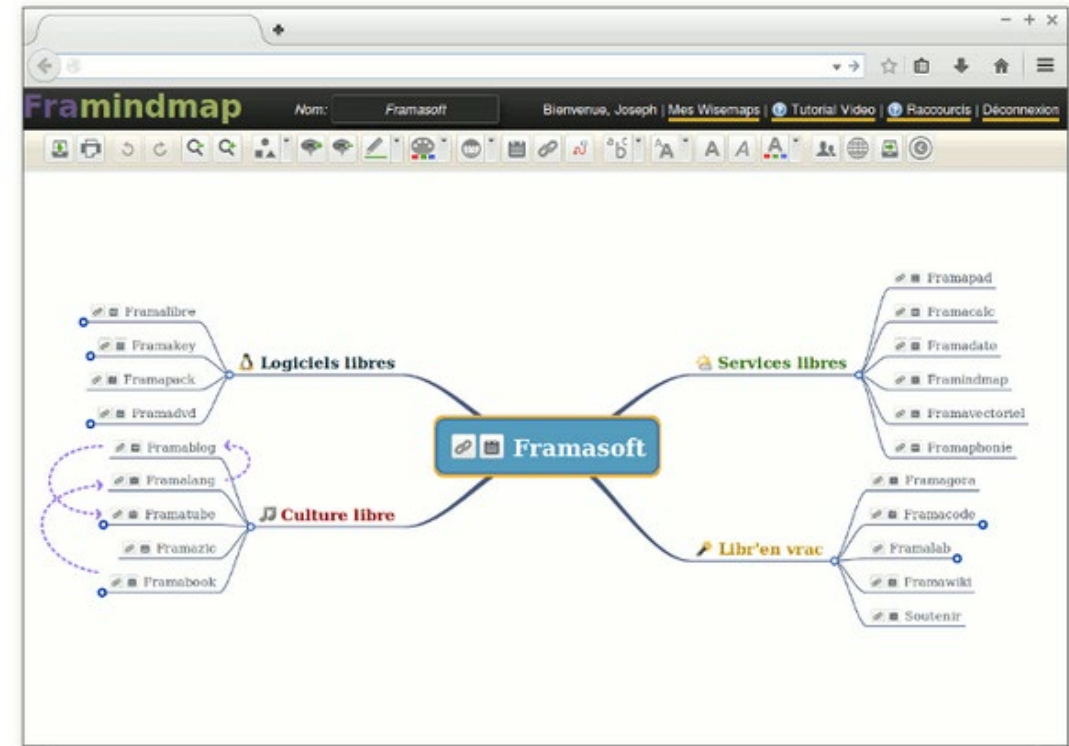 Framindmap
Nom: Framasoft
Bienvenue, Joseph | Mes Wisemaps | Tutorial Video | Raccourcis | Déconnexion
Framalibre
Framakey
Framapack
Framadvd
Logiciels libres
Framablog
Framalang
Framatube
Framazic
Framabook
Culture libre
Framasoft
Services libres
Framapad
Framacalc
Framadate
Framindmap
Framavectoriel
Framaphonie
Libr'en vrac
Framagora
Framacode
Framalab
Framawiki
Soutenir